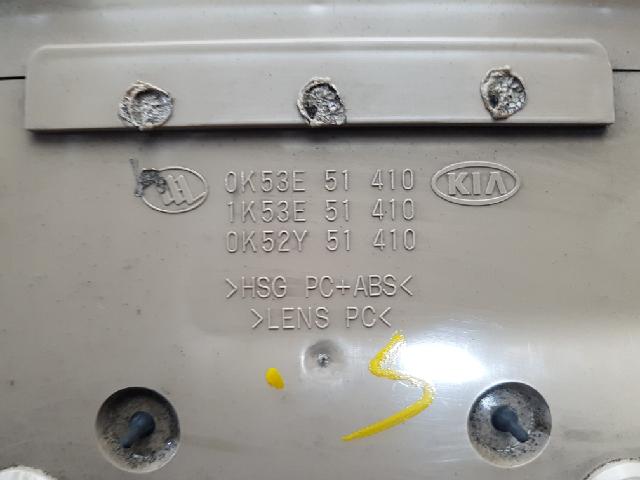 0K53E 51 410 KIA
1K53E 51 410
0K52Y 51 410
>HSG PC+ABS<
>LENS PC<